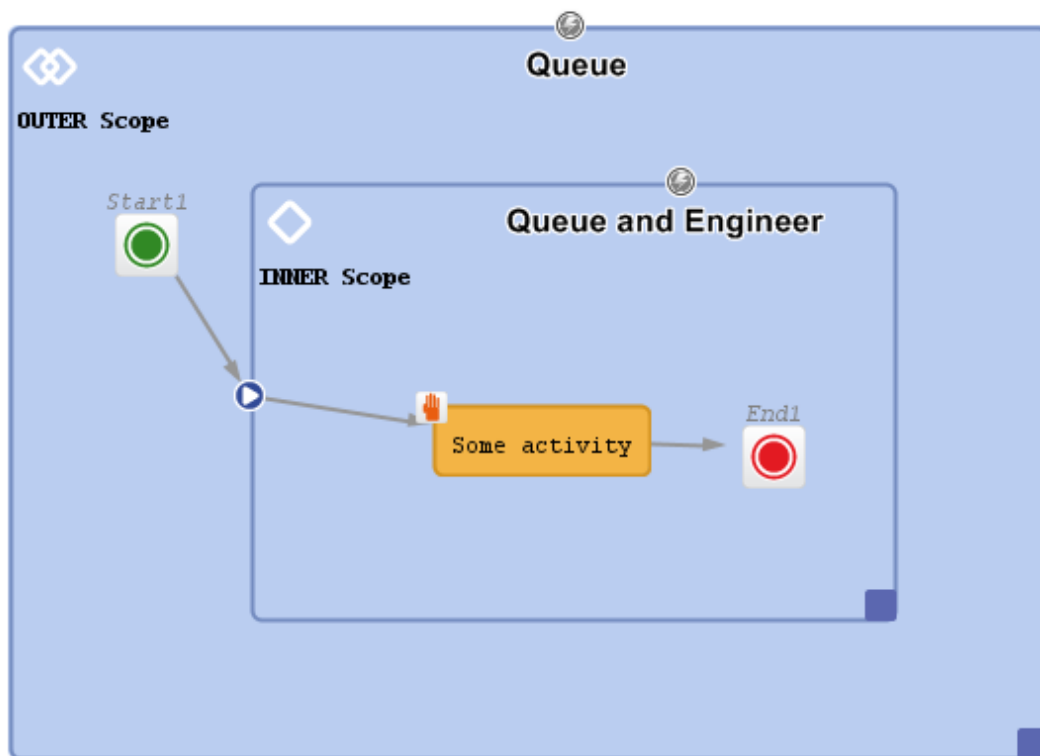 Queue
OUTER Scope
Start1
Queue and Engineer
INNER Scope
Some activity
End1